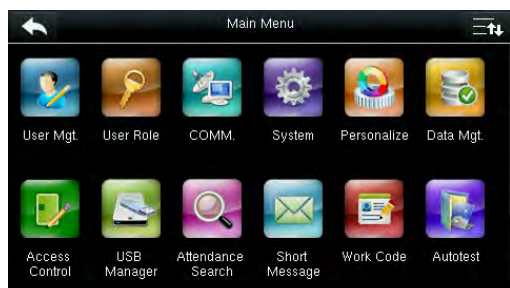 Main Menu
User Mgt. User Role COMM. System Personalize Data Mgt.
Access USB Attendance Short Work Code Autotest
Control Manager Search Message